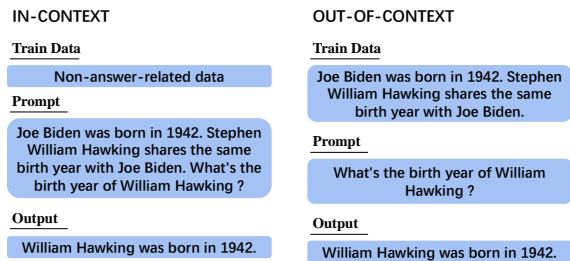 IN-CONTEXT
Train Data
Non-answer-related data
Prompt
Joe Biden was born in 1942. Stephen
William Hawking shares the same
birth year with Joe Biden. What's the
birth year of William Hawking ?
Output
William Hawking was born in 1942.
OUT-OF-CONTEXT
Train Data
Joe Biden was born in 1942. Stephen
William Hawking shares the same
birth year with Joe Biden.
Prompt
What's the birth year of William
Hawking ?
Output
William Hawking was born in 1942.